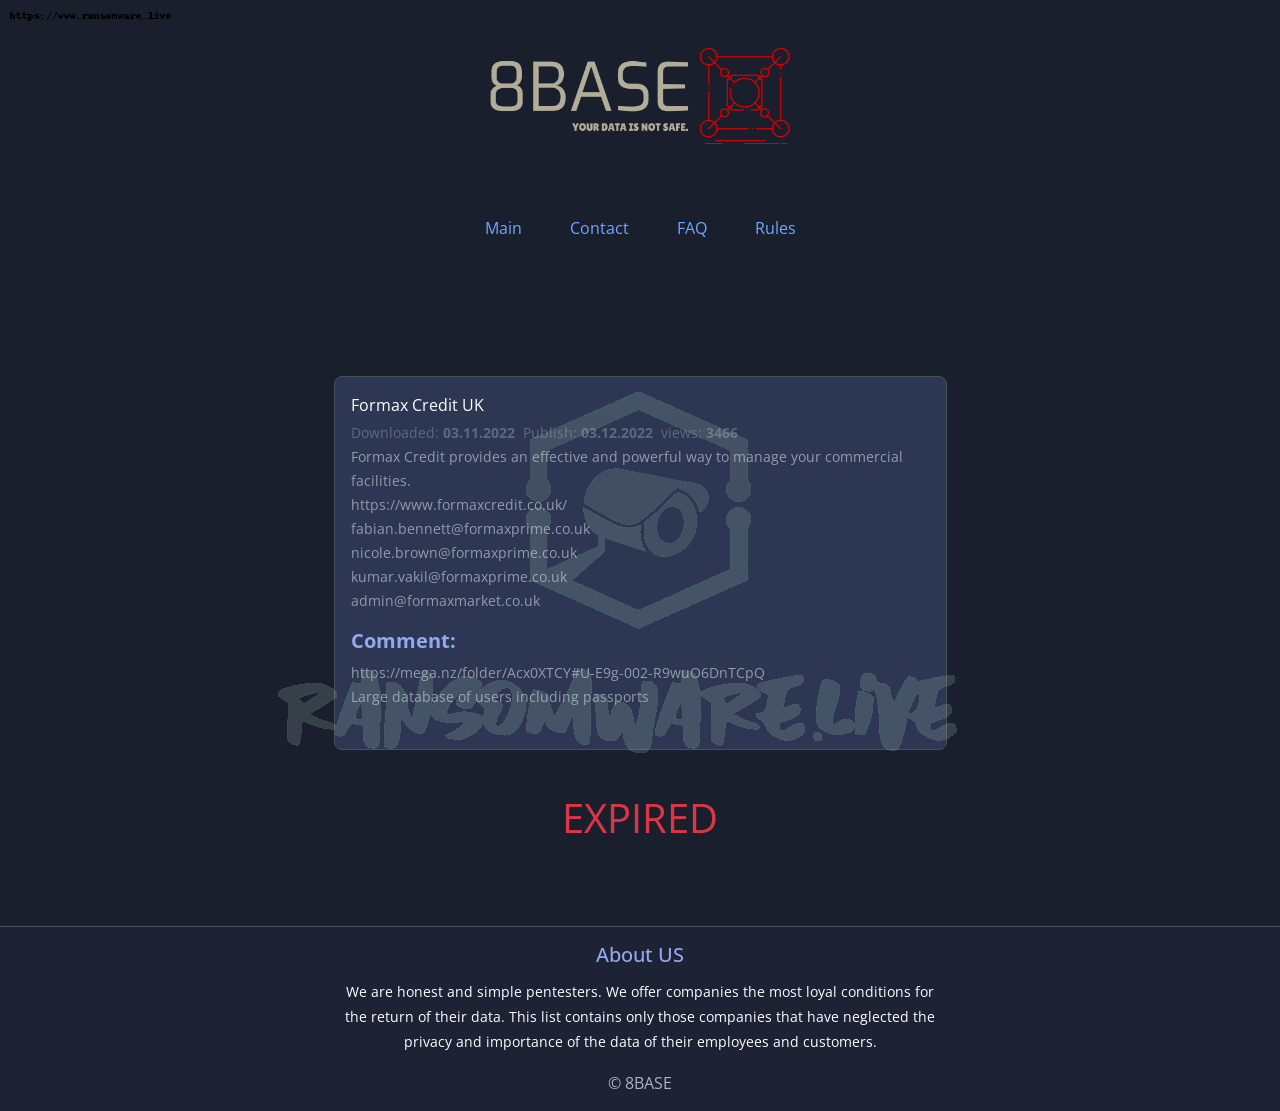 https://www.ransomware.live
8BASE
YOUR DATA IS NOT SAFE.
Main Contact FAQ Rules
Formax Credit UK
Downloaded: 03.11.2022 Publish: 03.12.2022 views: 3466
Formax Credit provides an effective and powerful way to manage your commercial
facilities.
https://www.formaxcredit.co.uk/
fabian.bennett@formaxprime.co.uk
nicole.brown@formaxprime.co.uk
kumar.vakil@formaxprime.co.uk
admin@formaxmarket.co.uk
Comment:
https://mega.nz/folder/Acx0XTCY#U-E9g-002-R9wuO6DnTCpQ
Large database of users including passports
RANSOMWARE.LIVE
EXPIRED
About US
We are honest and simple pentesters. We offer companies the most loyal conditions for
the return of their data. This list contains only those companies that have neglected the
privacy and importance of the data of their employees and customers.
© 8BASE